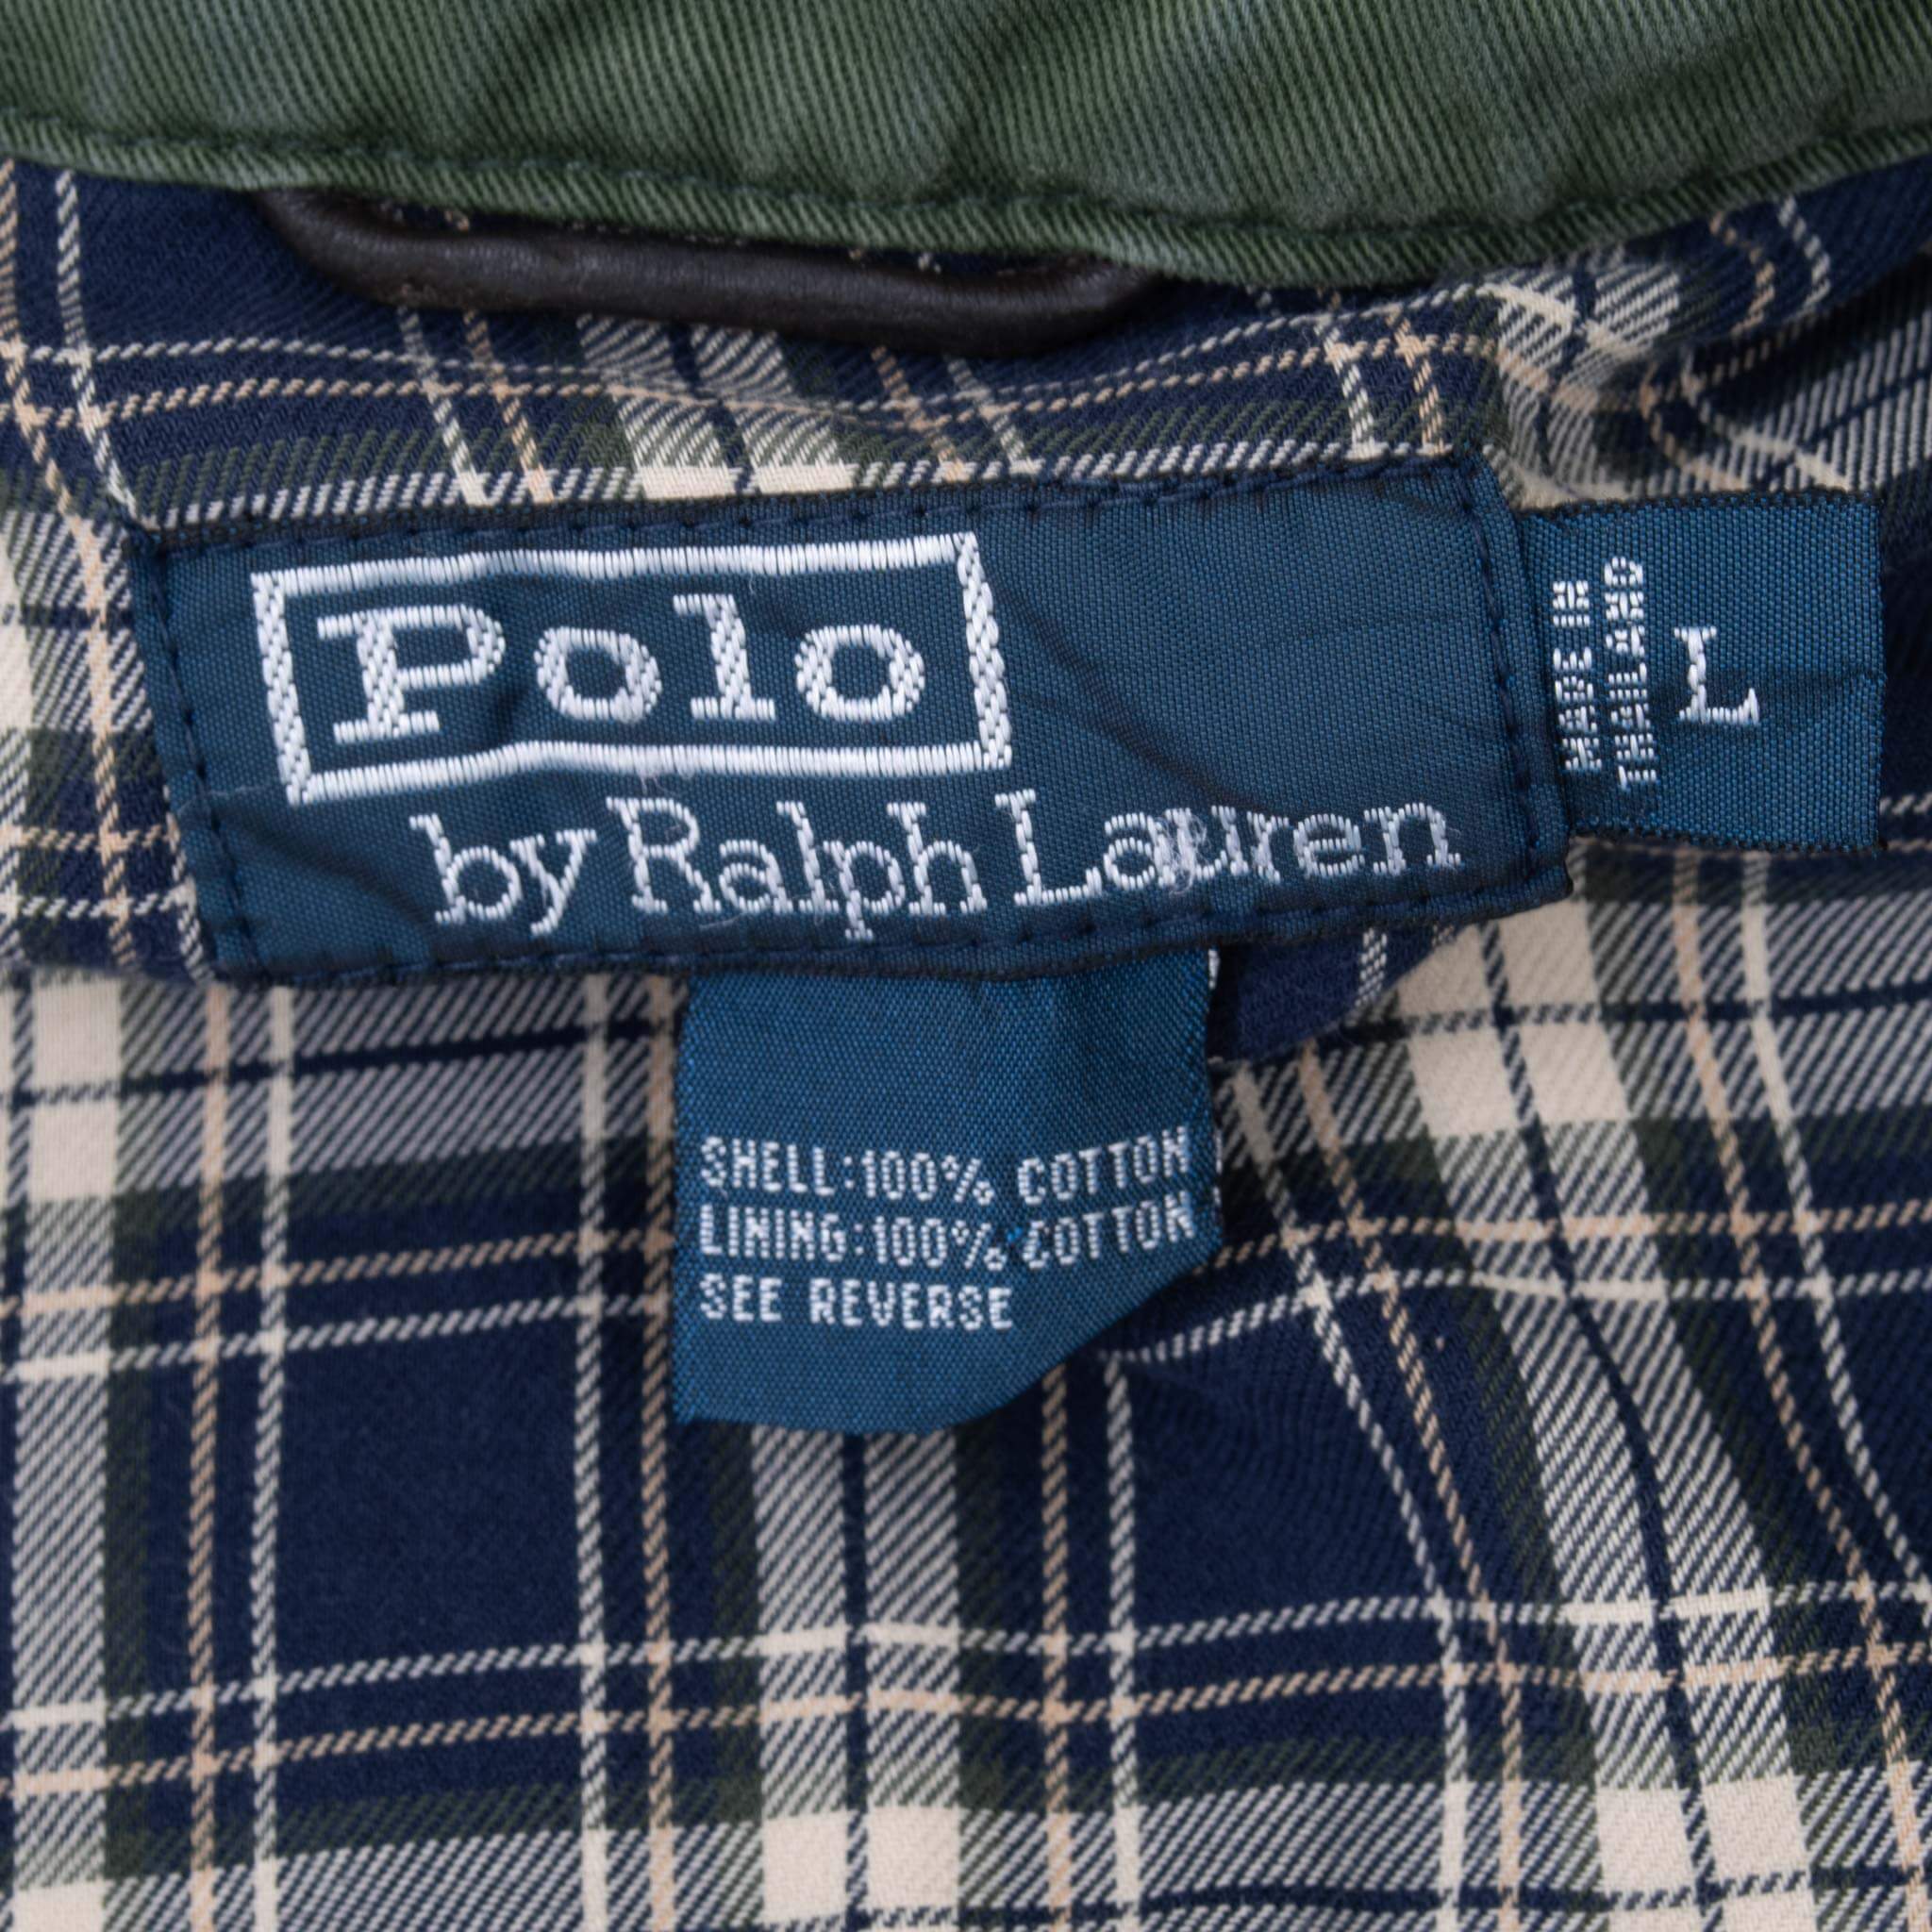 Polo
by Ralph Lauren
MADE IN
THAILAND
L
SHELL:100% COTTON
LINING:100% COTTON
SEE REVERSE